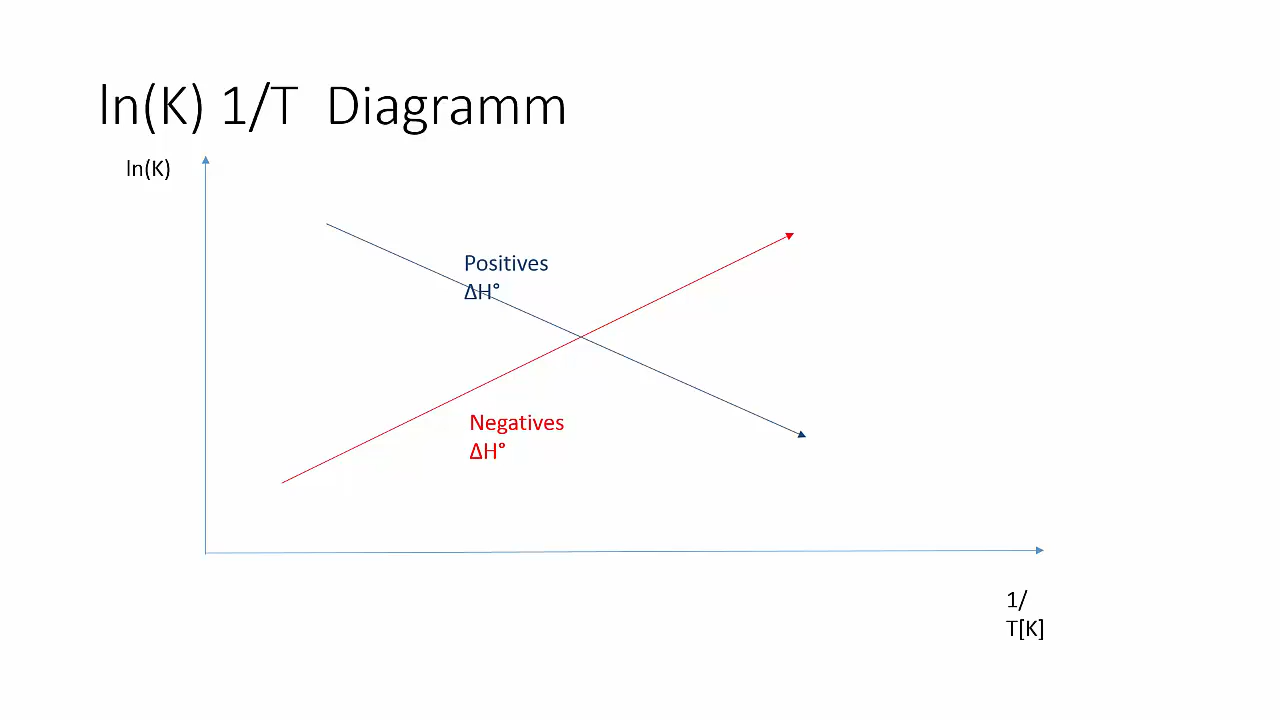 ln(K) 1/T Diagramm
ln(K)
Positives
ΔH°
Negatives
ΔH°
1/
T[K]